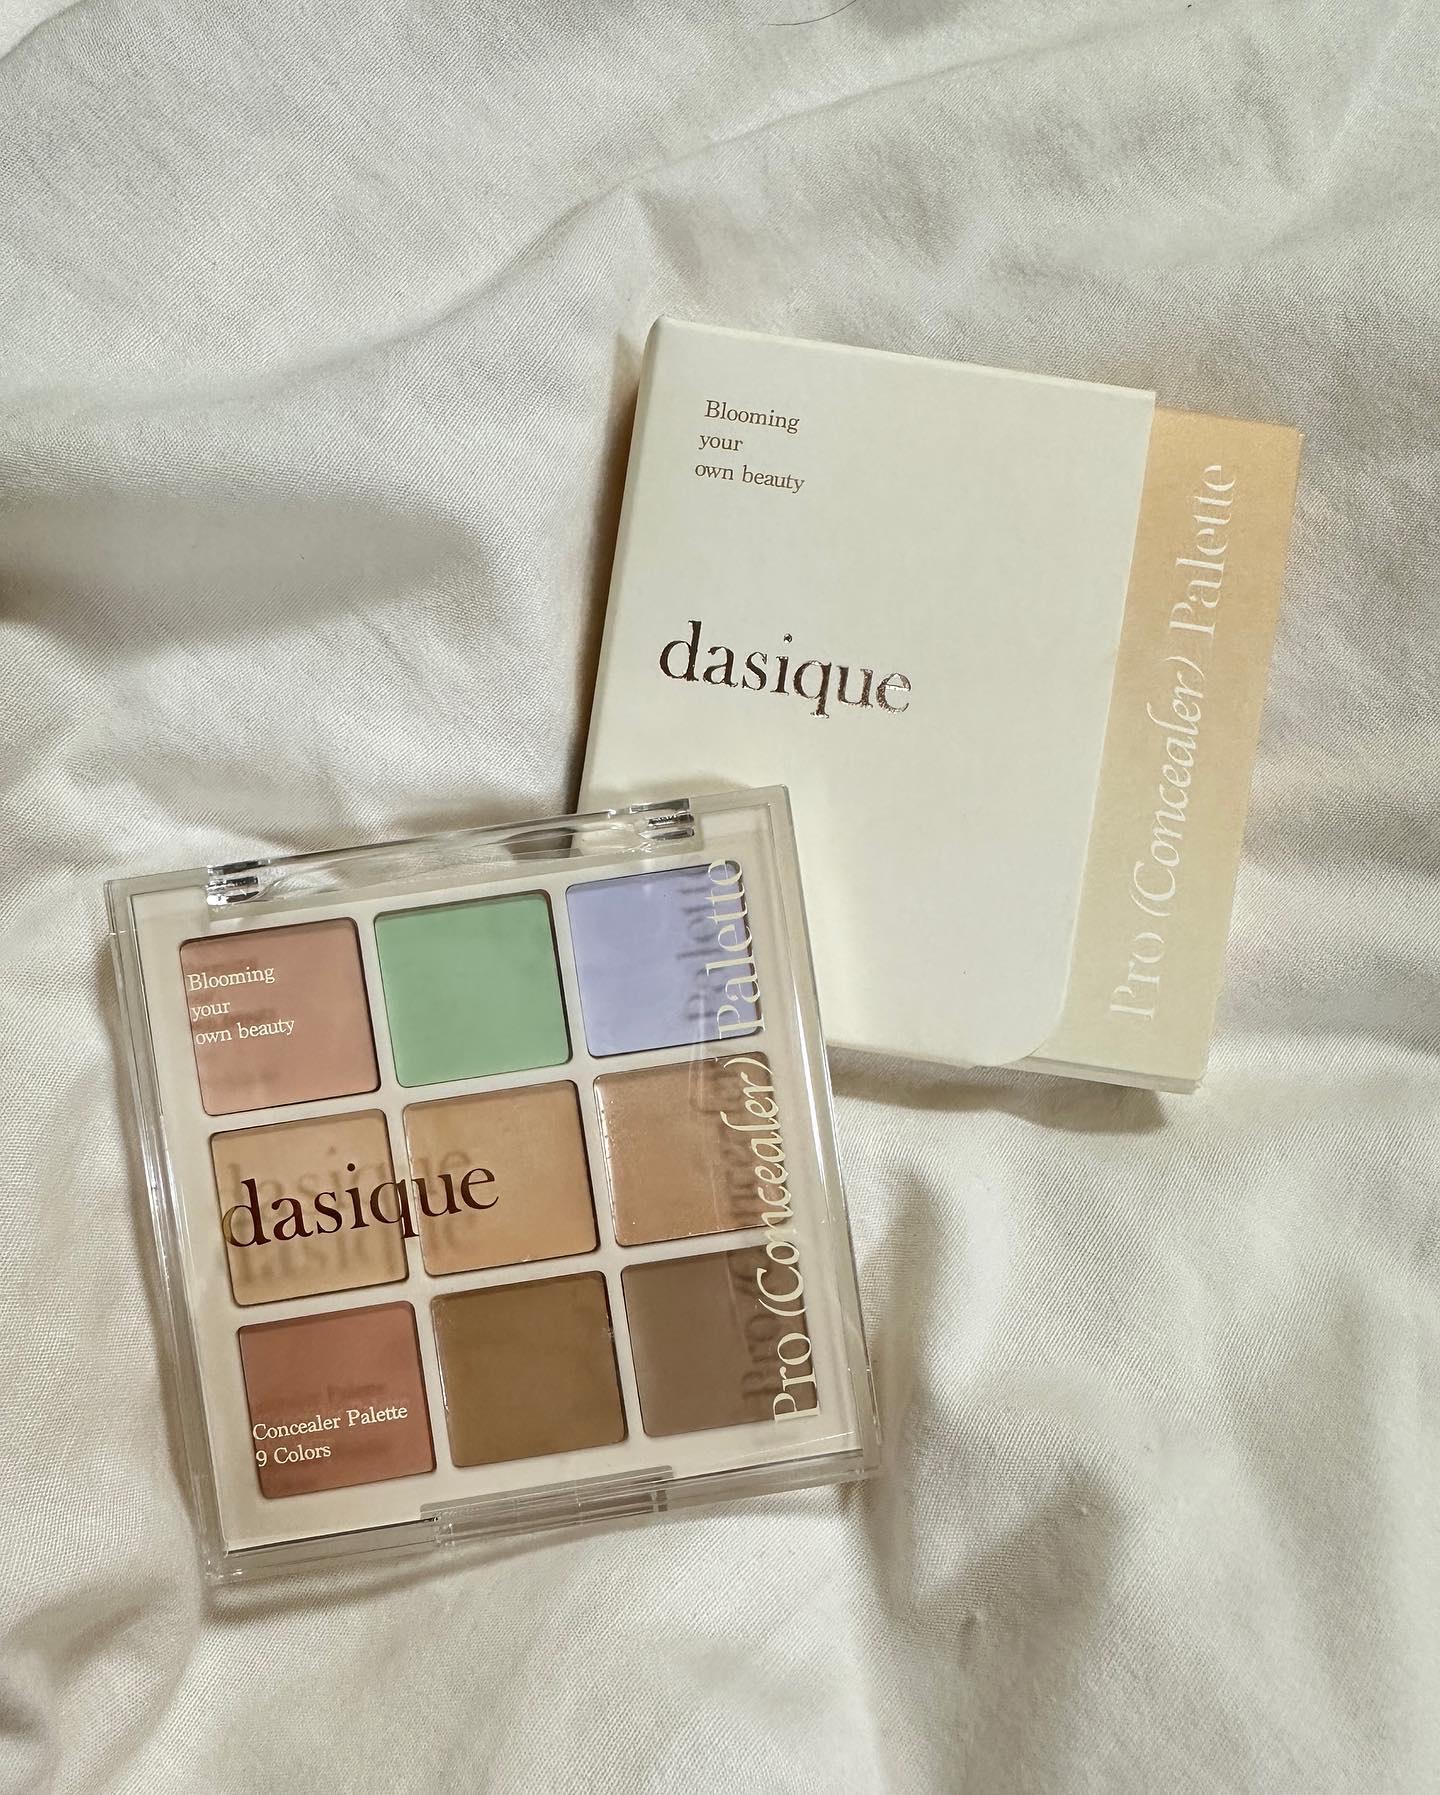 Blooming
your
own beauty
dasique
Pro (Concealer) Palette
Blooming
your
own beauty
dasique
Pro (Concealer) Palette
Concealer Palette
9 Colors